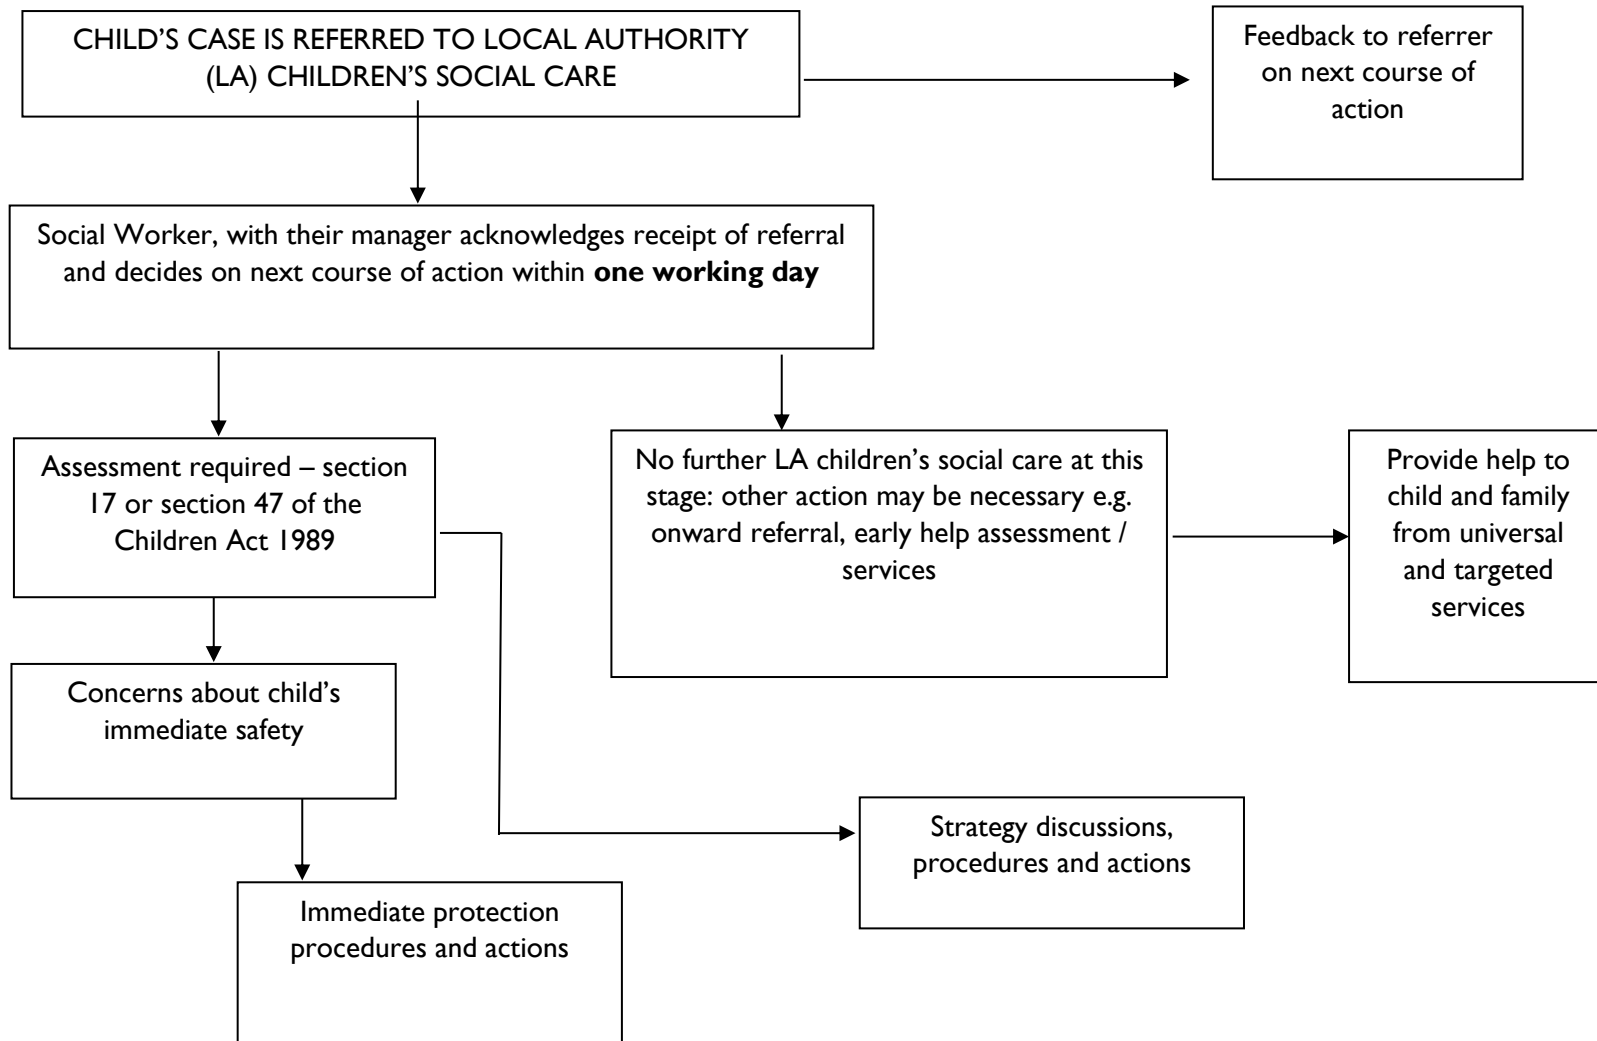 CHILD’S CASE IS REFERRED TO LOCAL AUTHORITY
(LA) CHILDREN’S SOCIAL CARE
Feedback to referrer
on next course of
action
Social Worker, with their manager acknowledges receipt of referral
and decides on next course of action within one working day
Assessment required – section
17 or section 47 of the
Children Act 1989
No further LA children’s social care at this
stage: other action may be necessary e.g.
onward referral, early help assessment /
services
Provide help to
child and family
from universal
and targeted
services
Concerns about child’s
immediate safety
Strategy discussions,
procedures and actions
Immediate protection
procedures and actions